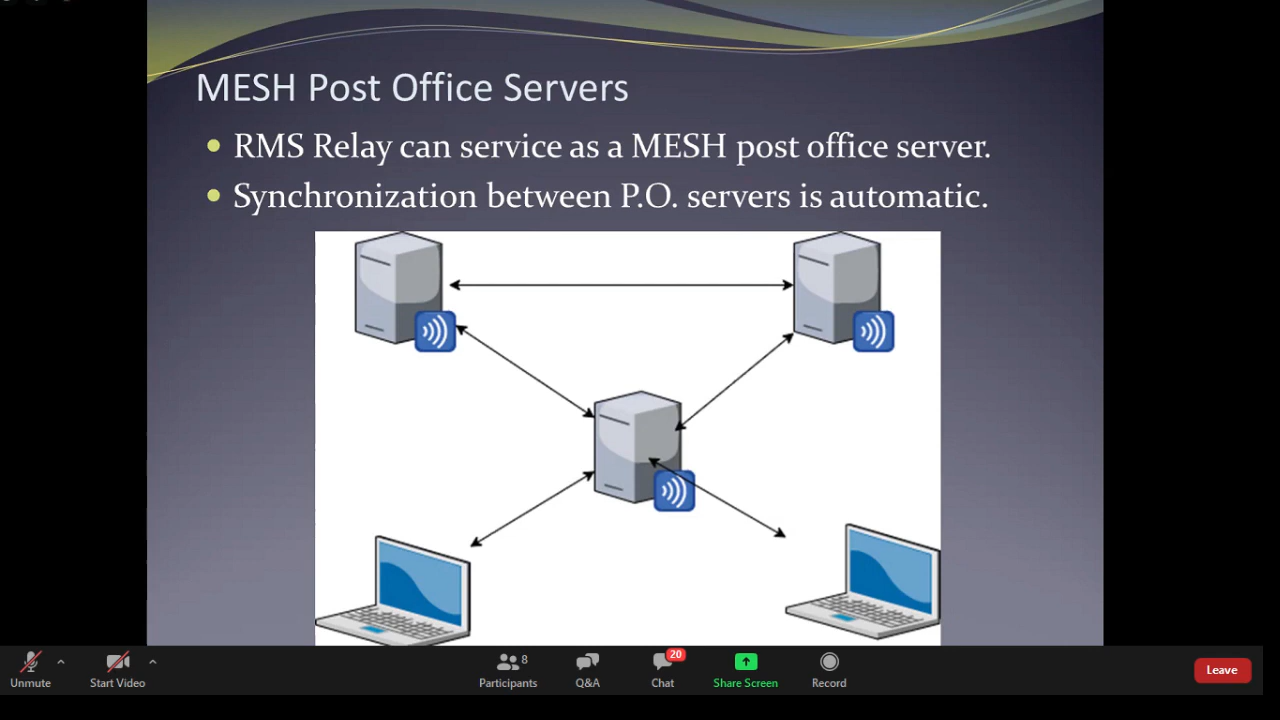 MESH Post Office Servers
RMS Relay can service as a MESH post office server.
Synchronization between P.O. servers is automatic.
8
20
Unmute
Start Video
Participants
Q&A
Chat
Share Screen
Record
Leave